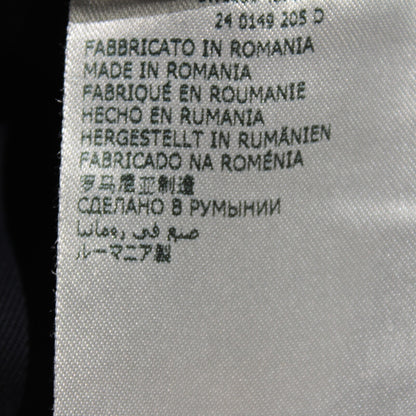 24 0149 205 D
FABBRICATO IN ROMANIA
MADE IN ROMANIA
FABRIQUÉ EN ROUMANIE
HECHO EN RUMANIA
HERGESTELLT IN RUMÄNIEN
FABRICADO NA ROMÉNIA
罗马尼亚制造
СДЕЛАНО В РУМЫНИИ
صنع في رومانيا
ルーマニア製